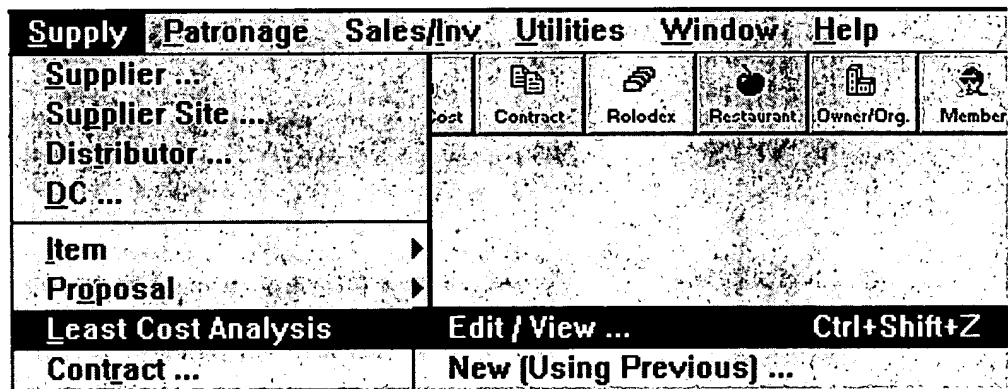 Supply Patronage Sales/Inv Utilities Window Help
Supplier ...
Supplier Site ...
Distributor ...
DC ...
Cost Contract Rolodex Restaurant Owner/Org. Member
Item
Proposal
Least Cost Analysis Edit / View ... Ctrl+Shift+Z
Contract ... New (Using Previous) ...